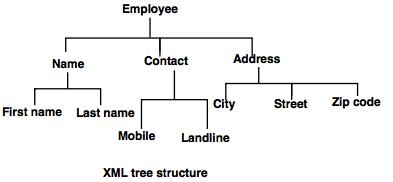 Employee
Name Contact Address
First name Last name City Street Zip code
Mobile Landline
XML tree structure